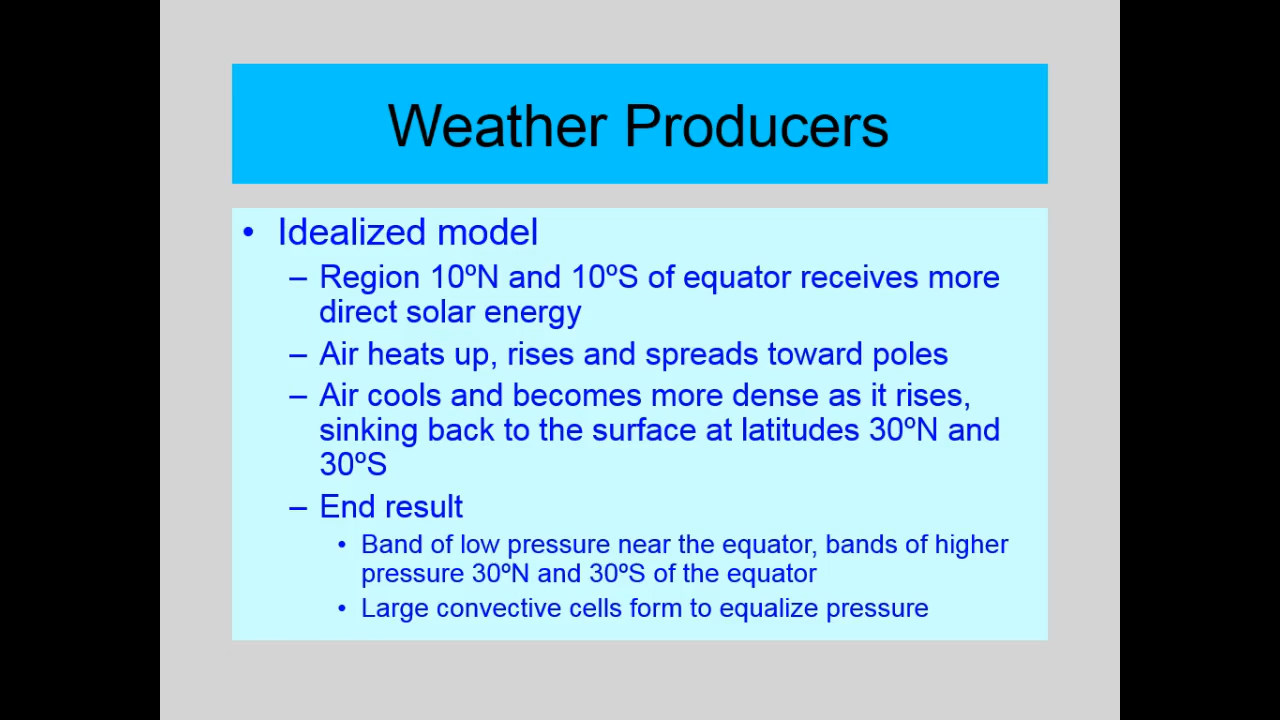 Weather Producers
• Idealized model
– Region 10ºN and 10ºS of equator receives more
direct solar energy
– Air heats up, rises and spreads toward poles
– Air cools and becomes more dense as it rises,
sinking back to the surface at latitudes 30ºN and
30ºS
– End result
• Band of low pressure near the equator, bands of higher
pressure 30ºN and 30ºS of the equator
• Large convective cells form to equalize pressure